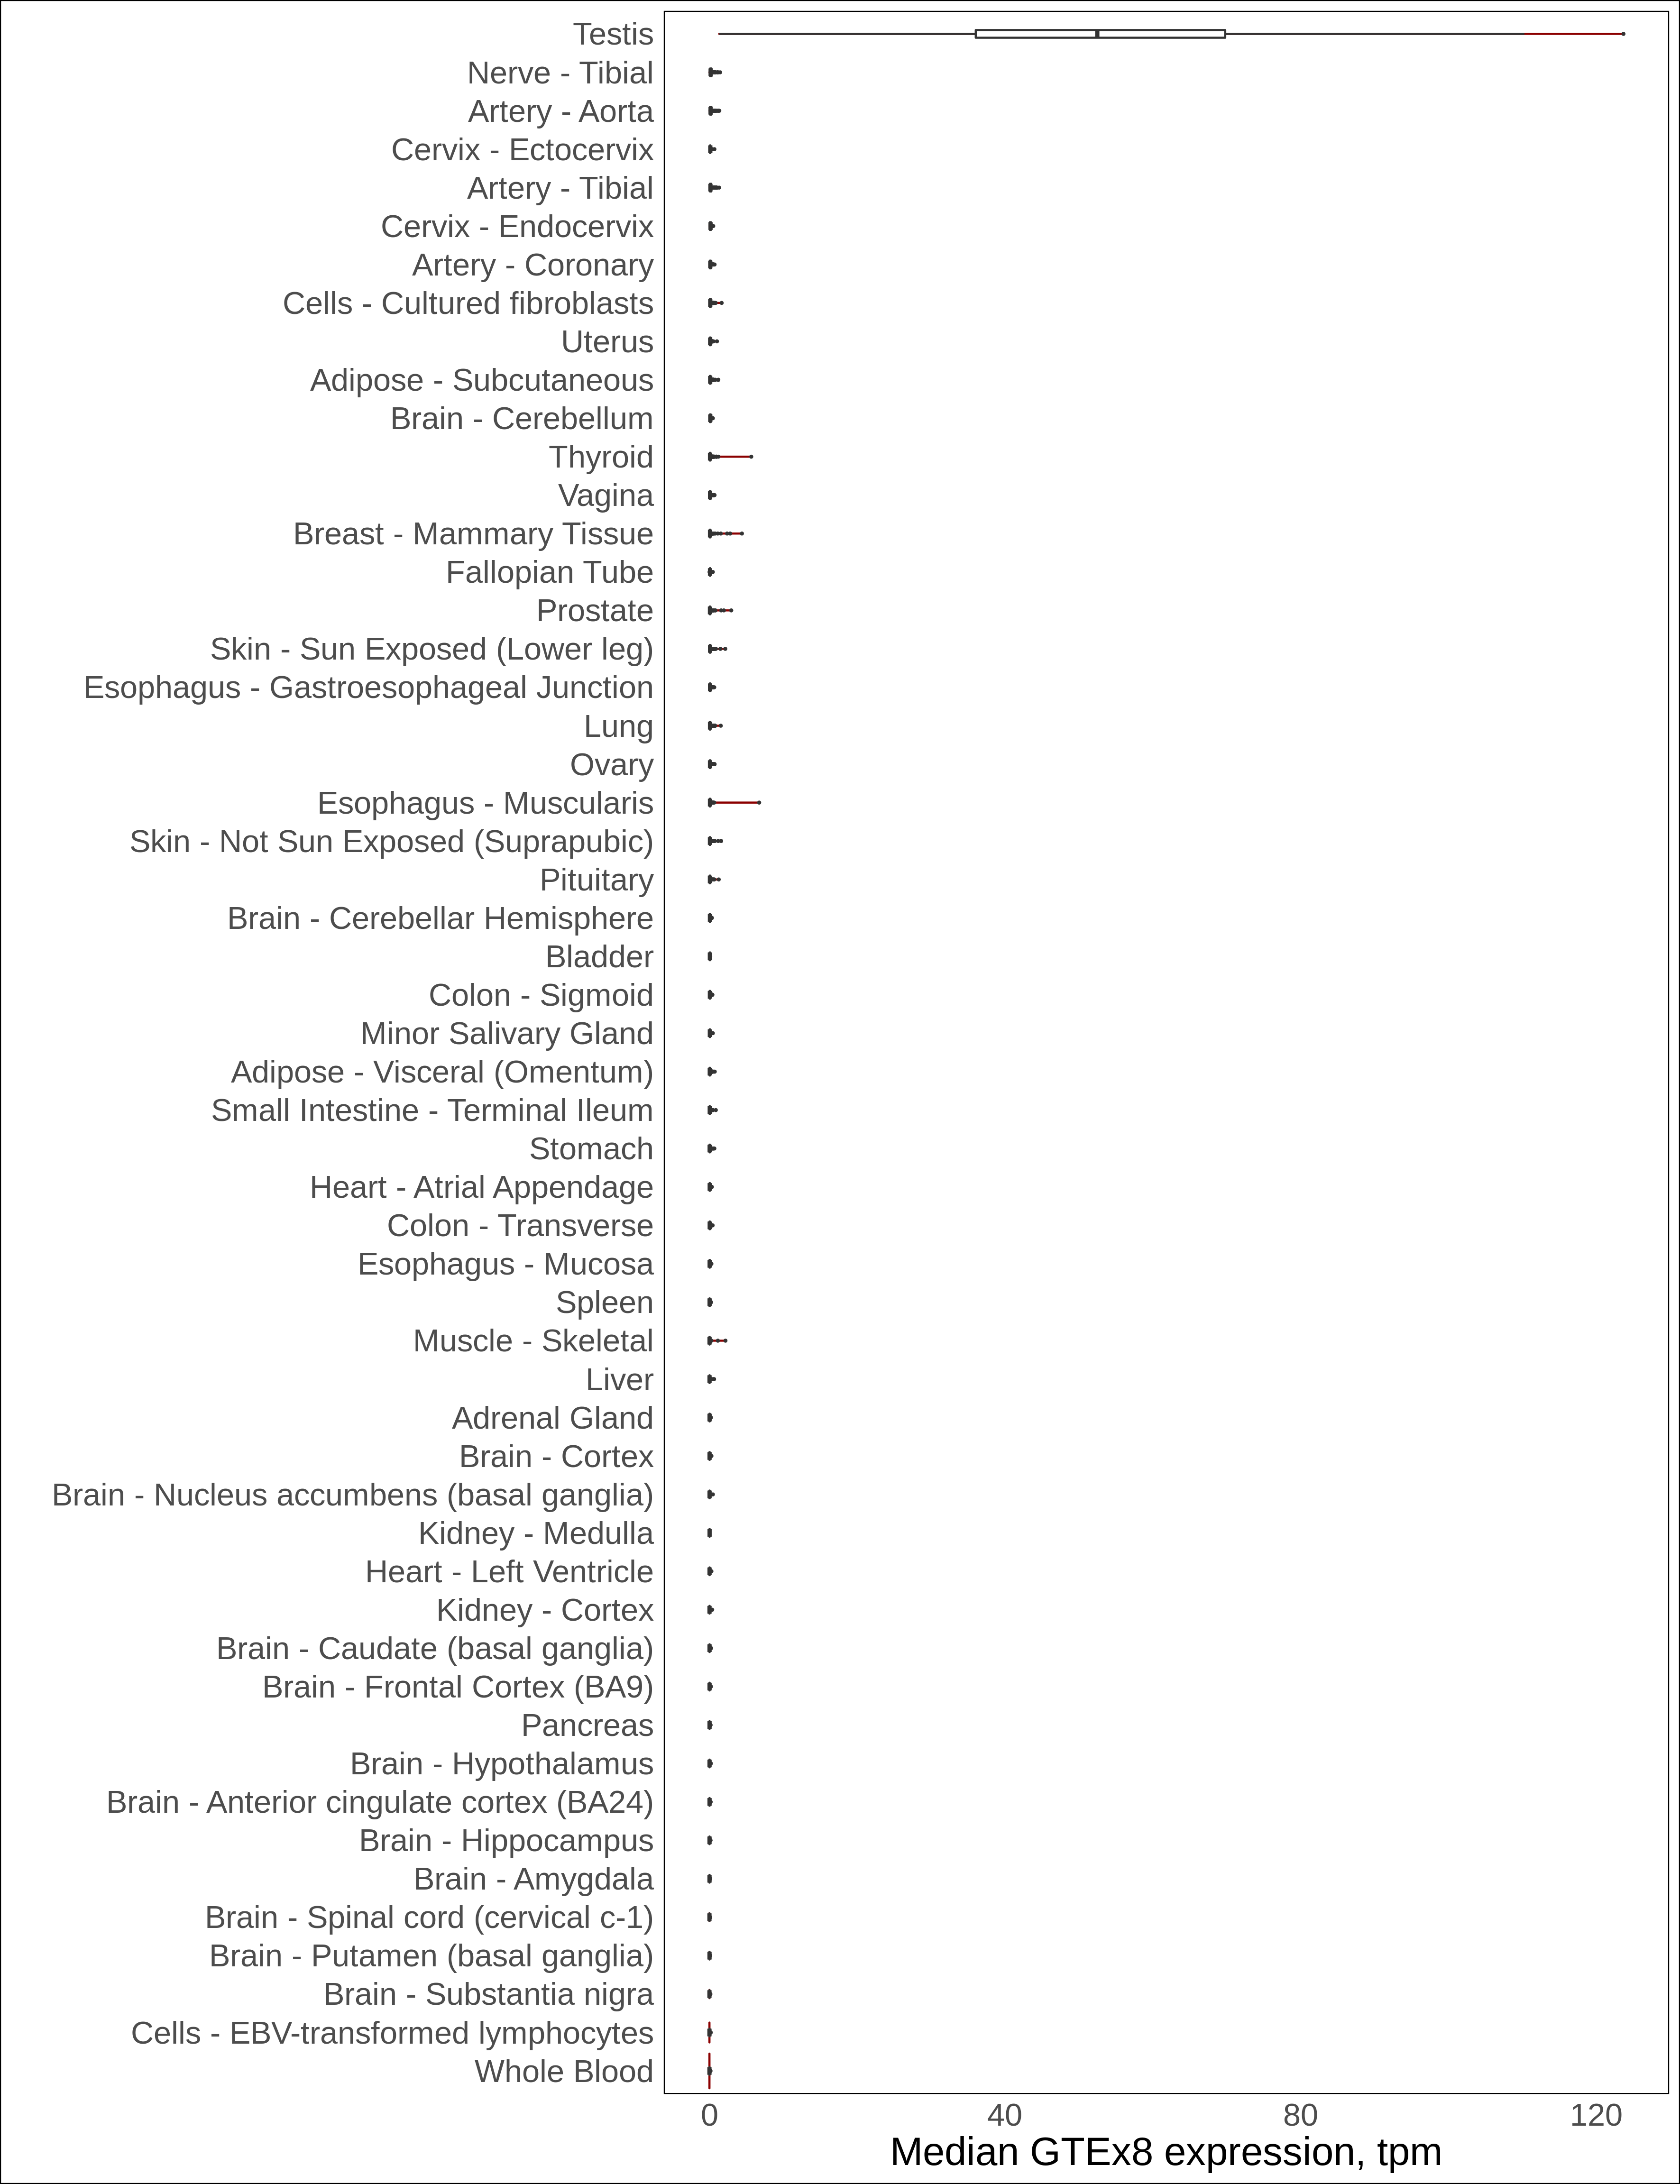 Testis
Nerve - Tibial
Artery - Aorta
Cervix - Ectocervix
Artery - Tibial
Cervix - Endocervix
Artery - Coronary
Cells - Cultured fibroblasts
Uterus
Adipose - Subcutaneous
Brain - Cerebellum
Thyroid
Vagina
Breast - Mammary Tissue
Fallopian Tube
Prostate
Skin - Sun Exposed (Lower leg)
Esophagus - Gastroesophageal Junction
Lung
Ovary
Esophagus - Muscularis
Skin - Not Sun Exposed (Suprapubic)
Pituitary
Brain - Cerebellar Hemisphere
Bladder
Colon - Sigmoid
Minor Salivary Gland
Adipose - Visceral (Omentum)
Small Intestine - Terminal Ileum
Stomach
Heart - Atrial Appendage
Colon - Transverse
Esophagus - Mucosa
Spleen
Muscle - Skeletal
Liver
Adrenal Gland
Brain - Cortex
Brain - Nucleus accumbens (basal ganglia)
Kidney - Medulla
Heart - Left Ventricle
Kidney - Cortex
Brain - Caudate (basal ganglia)
Brain - Frontal Cortex (BA9)
Pancreas
Brain - Hypothalamus
Brain - Anterior cingulate cortex (BA24)
Brain - Hippocampus
Brain - Amygdala
Brain - Spinal cord (cervical c-1)
Brain - Putamen (basal ganglia)
Brain - Substantia nigra
Cells - EBV-transformed lymphocytes
Whole Blood
0 40 80 120
Median GTEx8 expression, tpm